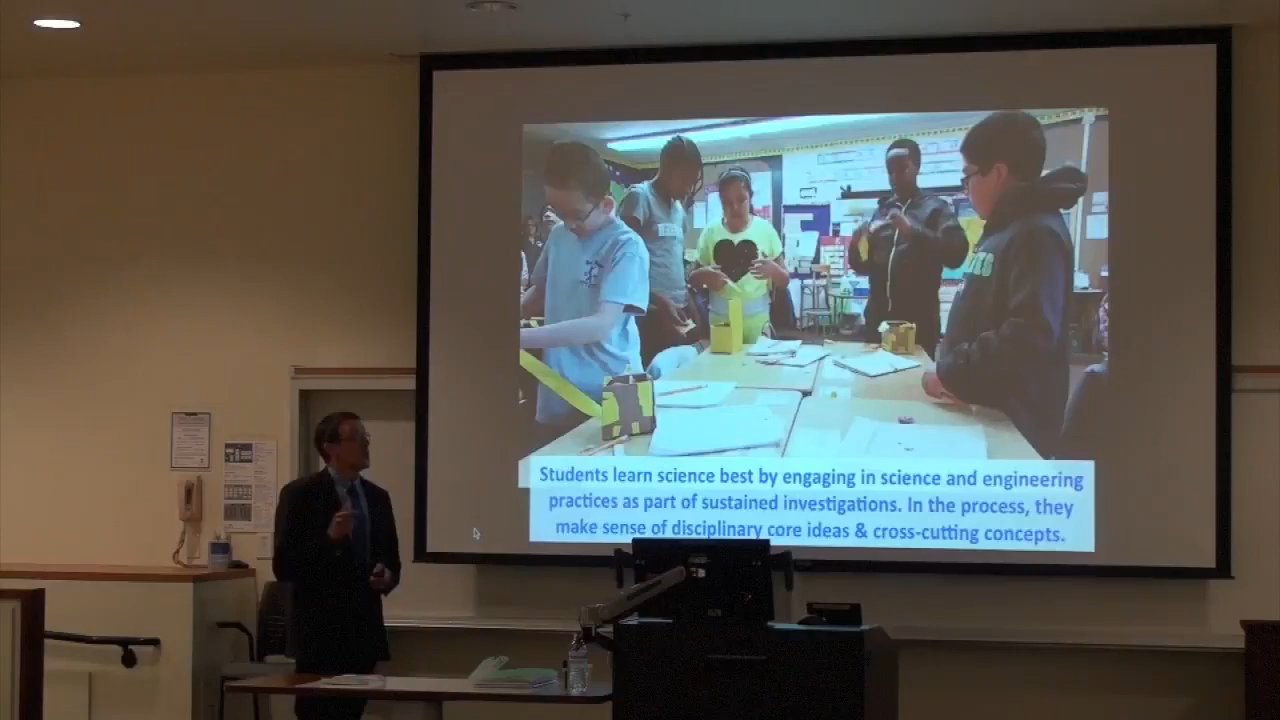 Students learn science best by engaging in science and engineering
practices as part of sustained investigations. In the process, they
make sense of disciplinary core ideas & cross-cutting concepts.